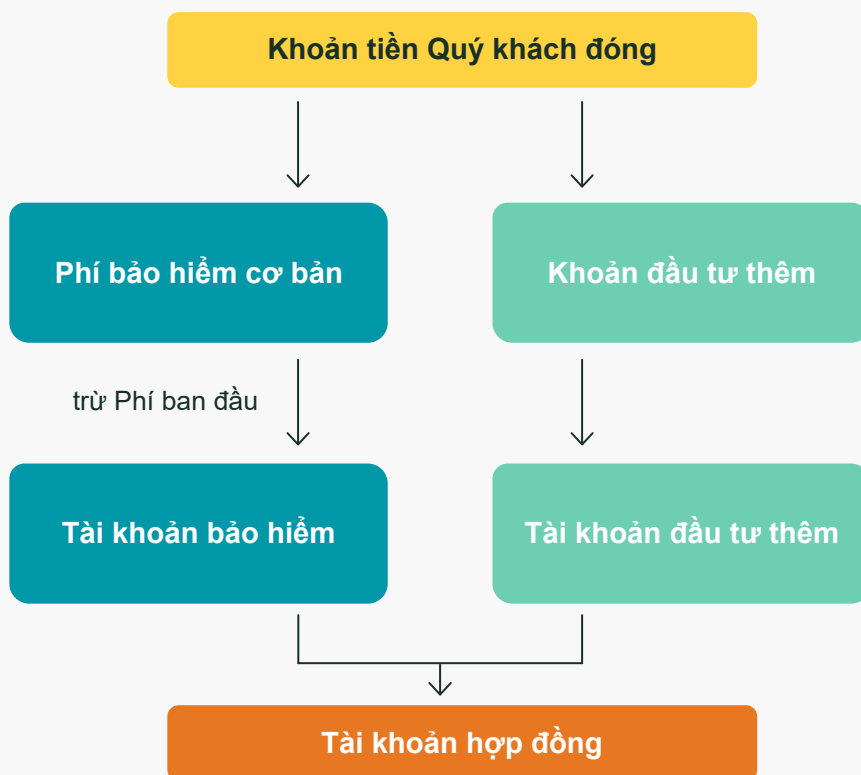 Khoản tiền Quý khách đóng
Phí bảo hiểm cơ bản
Khoản đầu tư thêm
trừ Phí ban đầu
Tài khoản bảo hiểm
Tài khoản đầu tư thêm
Tài khoản hợp đồng